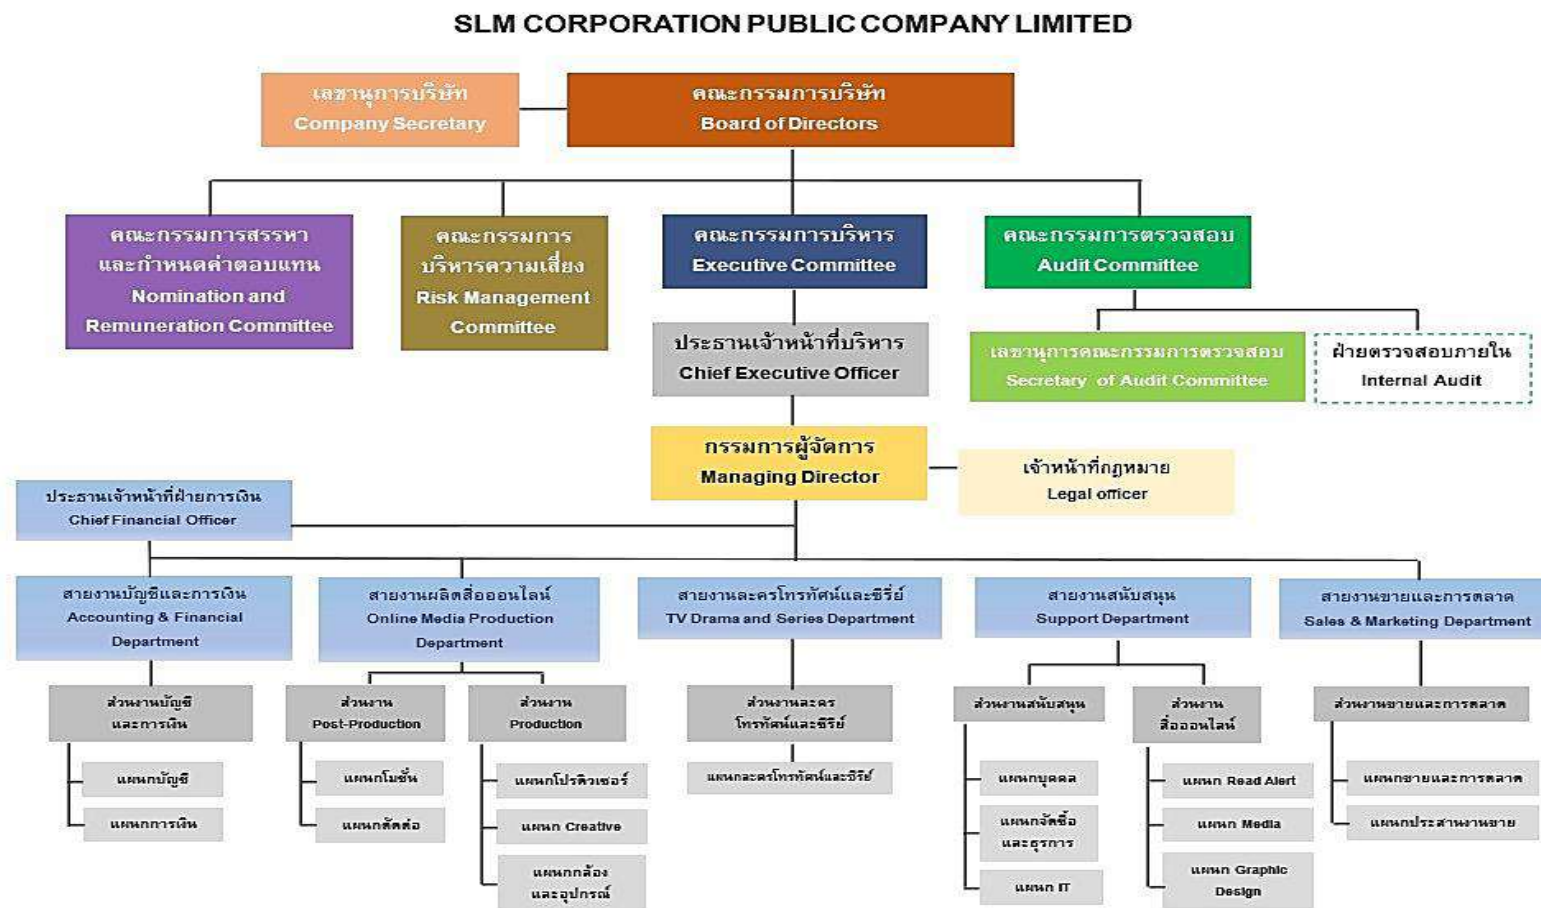 SLM CORPORATION PUBLIC COMPANY LIMITED
เลขานุการบริษัท
Company Secretary
คณะกรรมการบริษัท
Board of Directors
คณะกรรมการสรรหา
และกำหนดค่าตอบแทน
Nomination and
Remuneration Committee
คณะกรรมการ
บริหารความเสี่ยง
Risk Management
Committee
คณะกรรมการบริหาร
Executive Committee
คณะกรรมการตรวจสอบ
Audit Committee
ประธานเจ้าหน้าที่บริหาร
Chief Executive Officer
เลขานุการคณะกรรมการตรวจสอบ
Secretary of Audit Committee
ฝ่ายตรวจสอบภายใน
Internal Audit
กรรมการผู้จัดการ
Managing Director
เจ้าหน้าที่กฎหมาย
Legal officer
ประธานเจ้าหน้าที่ฝ่ายการเงิน
Chief Financial Officer
สายงานบัญชีและการเงิน
Accounting & Financial
Department
สายงานผลิตสื่อออนไลน์
Online Media Production
Department
สายงานละครโทรทัศน์และซีรี่ย์
TV Drama and Series Department
สายงานสนับสนุน
Support Department
สายงานขายและการตลาด
Sales & Marketing Department
ส่วนงานบัญชี
และการเงิน
ส่วนงาน
Post-Production
ส่วนงาน
Production
ส่วนงานละคร
โทรทัศน์และซีรีย์
ส่วนงานสนับสนุน
ส่วนงาน
สื่อออนไลน์
ส่วนงานขายและการตลาด
แผนกบัญชี
แผนกการเงิน
แผนกโมชั่น
แผนกตัดต่อ
แผนกโปรดิวเซอร์
แผนก Creative
แผนกกล้อง
และอุปกรณ์
แผนกละครโทรทัศน์และซีรีย์
แผนกบุคคล
แผนกจัดซื้อ
และธุรการ
แผนก IT
แผนก Read Alert
แผนก Media
แผนก Graphic
Design
แผนกขายและการตลาด
แผนกประสานงานขาย